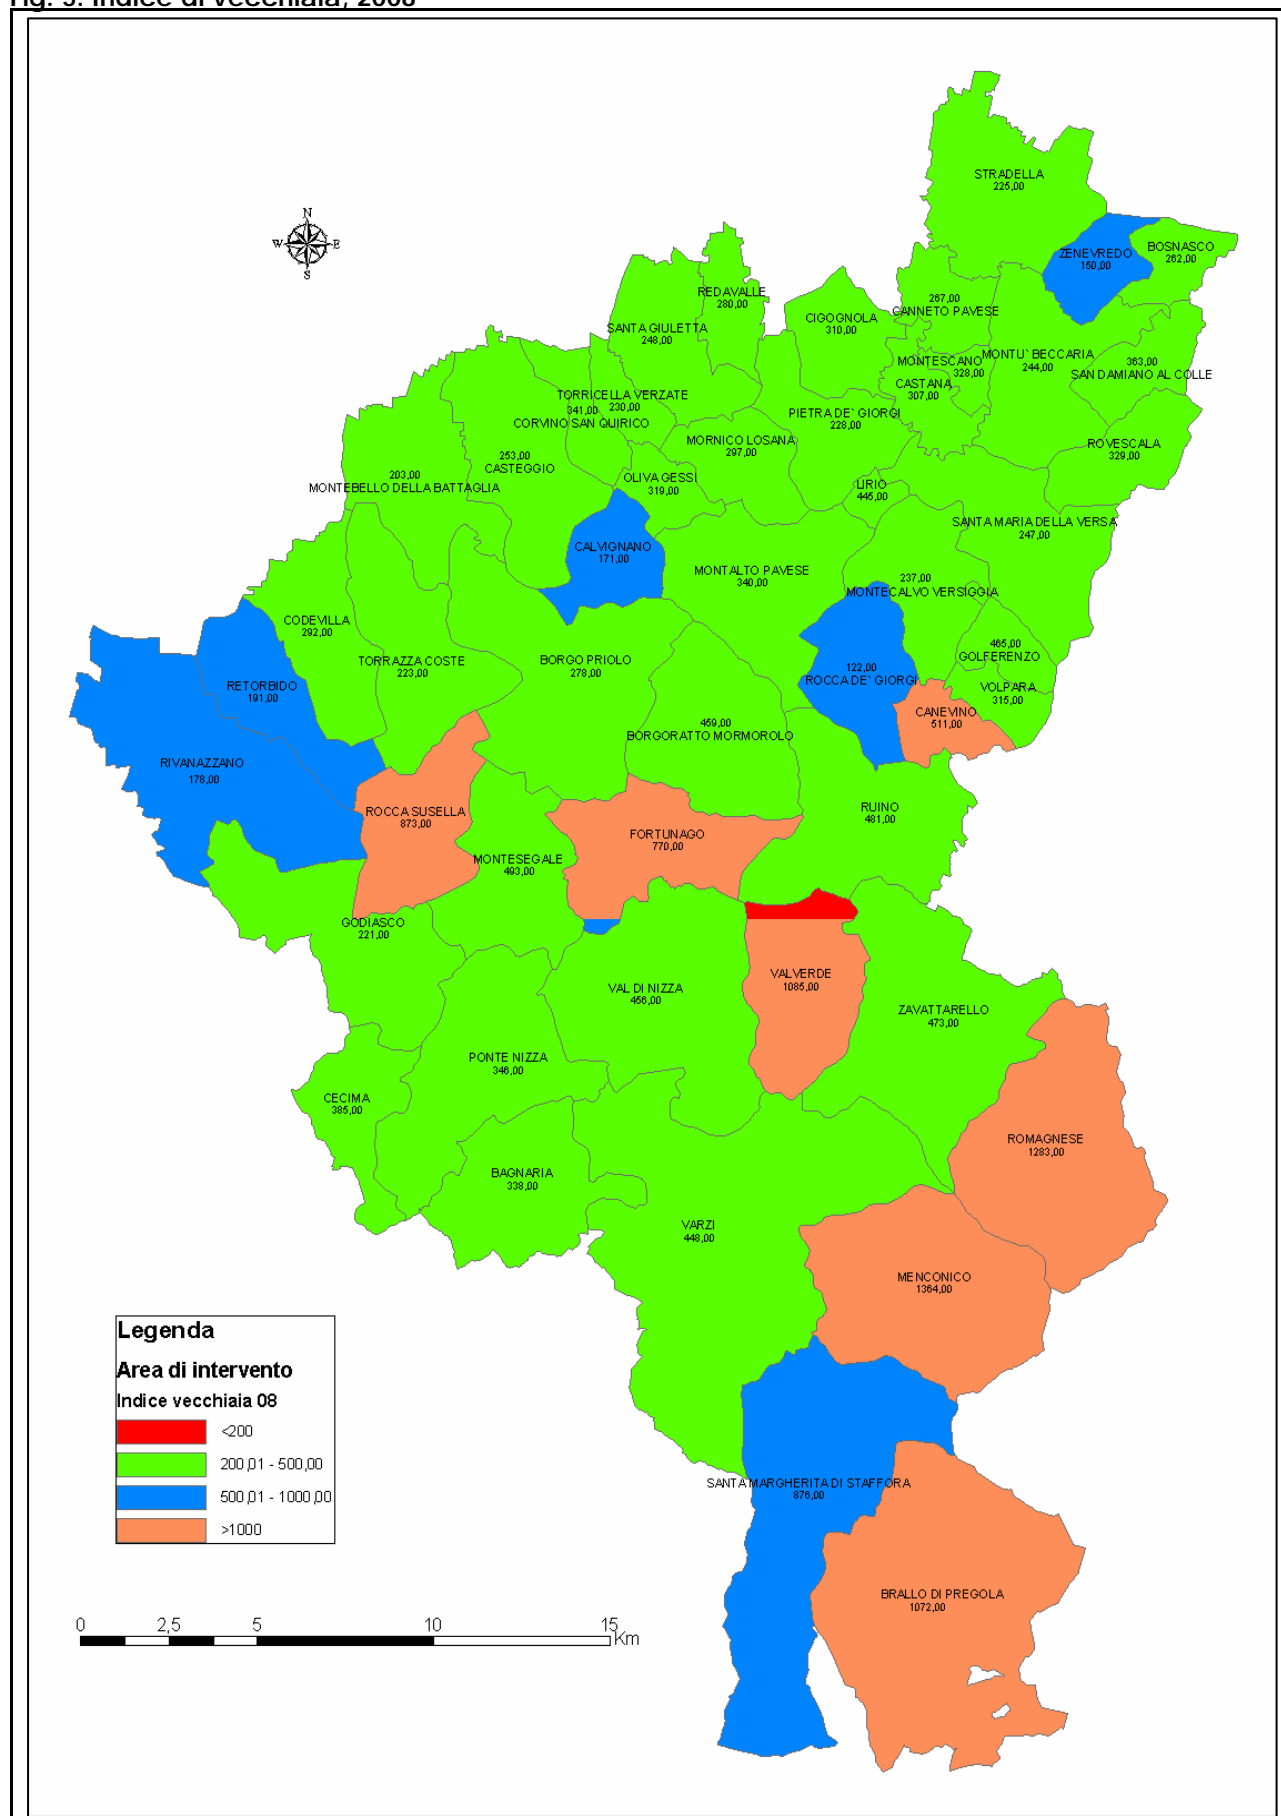 Fig. 5. Indice di vecchiaia, 2008
N
W E
S
STRADELLA
225,00
ZENEVREDO
150,00
BOSNASCO
262,00
REDAVALLE
280,00
267,00
CANNETO PAVESE
CIGOGNOLA
310,00
SANTA GIULETTA
248,00
MONTESCANO
328,00
MONTU` BECCARIA
244,00
363,00
SAN DAMIANO AL COLLE
CASTANA
307,00
TORRICELLA VERZATE
230,00
341,00
CORVINO SAN QUIRICO
PIETRA DE` GIORGI
228,00
MORNICO LOSANA
297,00
ROVESCALA
329,00
253,00
CASTEGGIO
203,00
MONTEBELLO DELLA BATTAGLIA
OLIVA GESSI
319,00
LIRIO
445,00
SANTA MARIA DELLA VERSA
247,00
CALVIGNANO
171,00
MONTALTO PAVESE
340,00
237,00
MONTECALVO VERSIGGIA
CODEVILLA
292,00
465,00
GOLFERENZO
TORRAZZA COSTE
223,00
BORGO PRIOLO
278,00
122,00
ROCCA DE` GIORGI
VOLPARA
315,00
RETORBIDO
191,00
CANEVINO
511,00
459,00
BORGORATTO MORMOROLO
RIVANAZZANO
178,00
ROCCA SUSELLA
873,00
RUINO
481,00
FORTUNAGO
770,00
MONTESEGALE
493,00
GODIASCO
221,00
VALVERDE
1085,00
VAL DI NIZZA
456,00
ZAVATTARELLO
473,00
PONTE NIZZA
346,00
CECIMA
385,00
ROMAGNESE
1283,00
BAGNARIA
338,00
VARZI
448,00
MENCONICO
1364,00
SANTA MARGHERITA DI STAFFORA
876,00
BRALLO DI PREGOLA
1072,00
Legenda
Area di intervento
Indice vecchiaia 08
<200
200,01 - 500,00
500,01 - 1000,00
>1000
0 2,5 5 10 15
Km